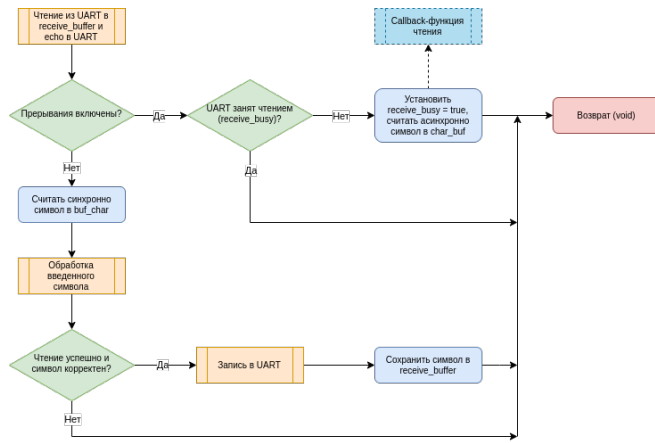 Чтение из UART в
receive_buffer и
echo в UART
Callback-функция
чтения
Прерывания включены?
Да
UART занят чтением
(receive_busy)?
Нет
Установить
receive_busy = true,
считать асинхронно
символ в char_buf
Возврат (void)
Нет
Да
Считать синхронно
символ в buf_char
Обработка
введенного
символа
Чтение успешно и
символ корректен?
Да
Запись в UART
Сохранить символ в
receive_buffer
Нет